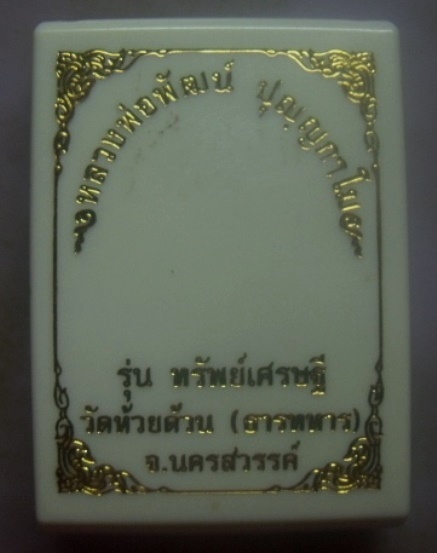 หลวงพ่อพัฒน์ ปุญญกาโม
รุ่น ทรัพย์เศรษฐี
วัดห้วยด้วน (ธารทหาร)
จ.นครสวรรค์